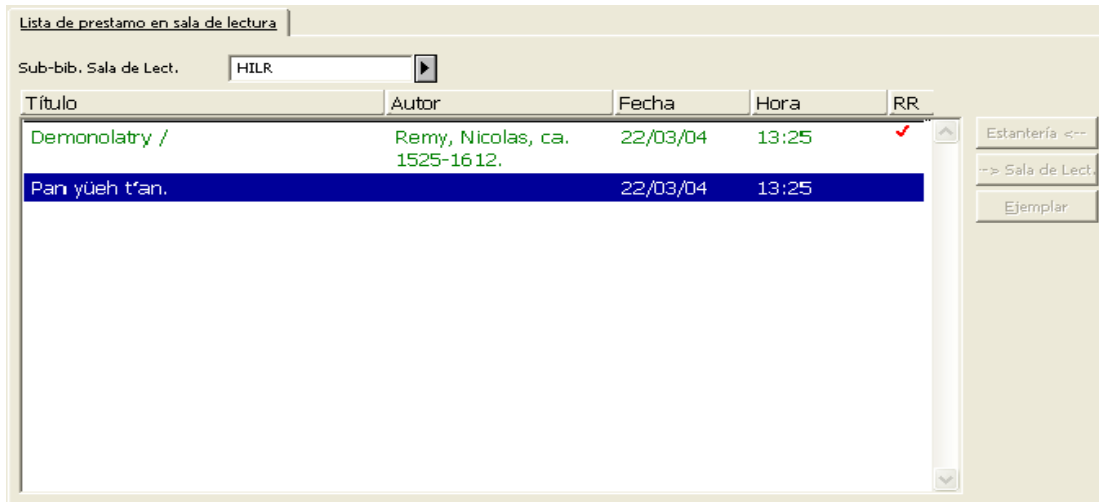 Lista de prestamo en sala de lectura
Sub-bib. Sala de Lect. HILR
Título Autor Fecha Hora RR
Demonolatry / Remy, Nicolas, ca. 22/03/04 13:25
1525-1612.
Pan yüeh t'an. 22/03/04 13:25
Estantería <--
--> Sala de Lect.
Ejemplar